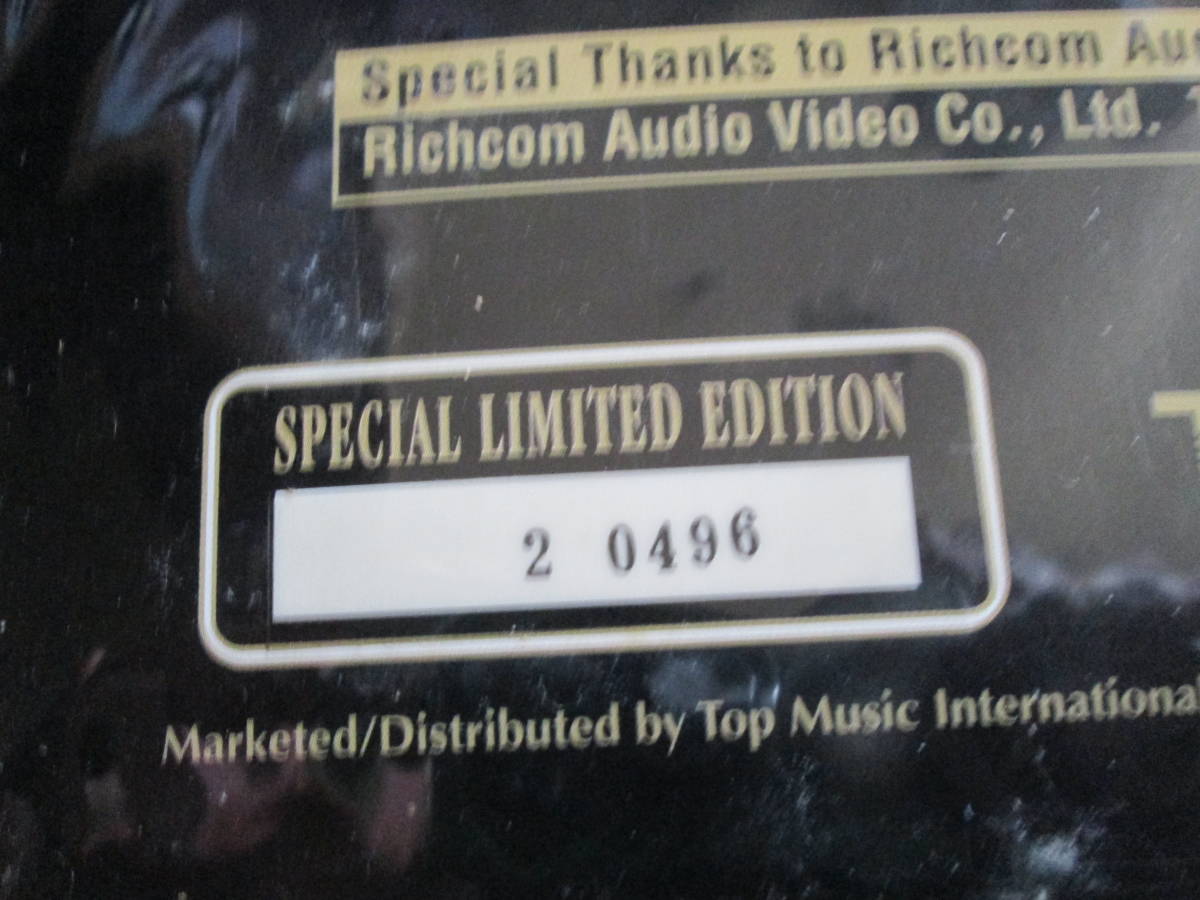 Special Thanks to Richcom Aus
Richcom Audio Video Co., Ltd.
SPECIAL LIMITED EDITION
2 0496
Marketed/Distributed by Top Music International